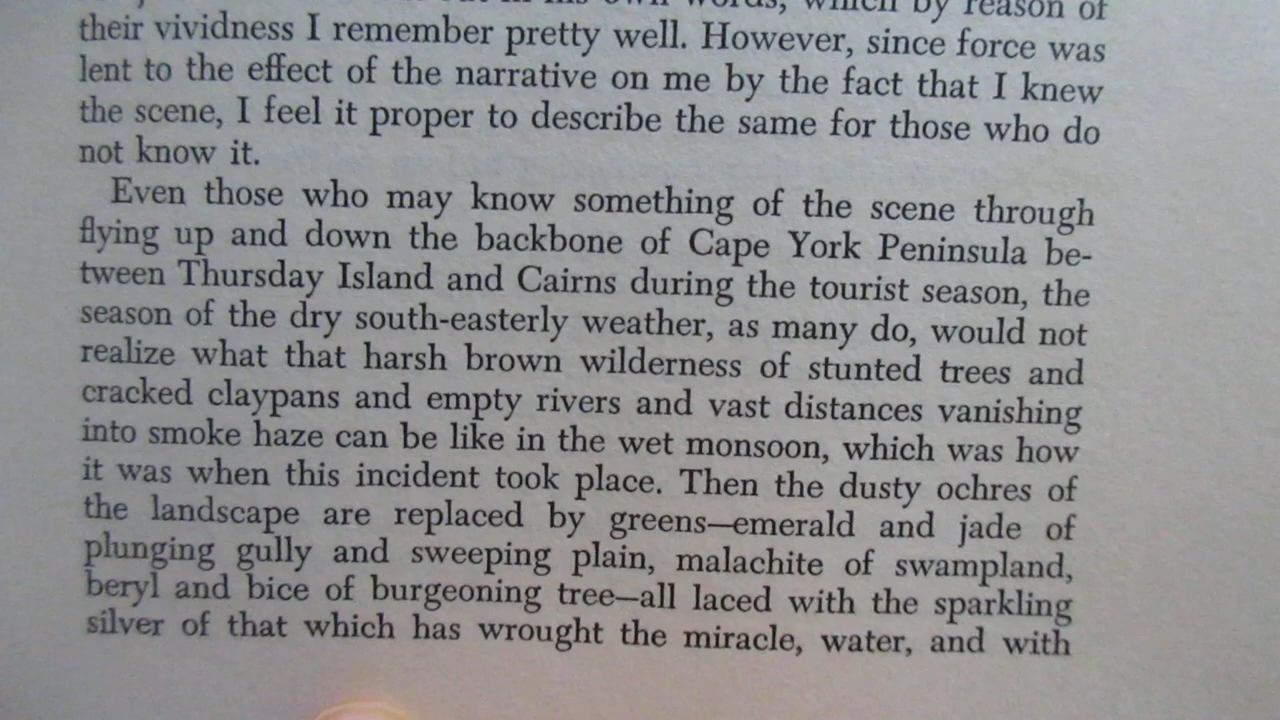 in his own words, which by reason of
their vividness I remember pretty well. However, since force was
lent to the effect of the narrative on me by the fact that I knew
the scene, I feel it proper to describe the same for those who do
not know it.
Even those who may know something of the scene through
flying up and down the backbone of Cape York Peninsula be-
tween Thursday Island and Cairns during the tourist season, the
season of the dry south-easterly weather, as many do, would not
realize what that harsh brown wilderness of stunted trees and
cracked claypans and empty rivers and vast distances vanishing
into smoke haze can be like in the wet monsoon, which was how
it was when this incident took place. Then the dusty ochres of
the landscape are replaced by greens—emerald and jade of
plunging gully and sweeping plain, malachite of swampland,
beryl and bice of burgeoning tree—all laced with the sparkling
silver of that which has wrought the miracle, water, and with